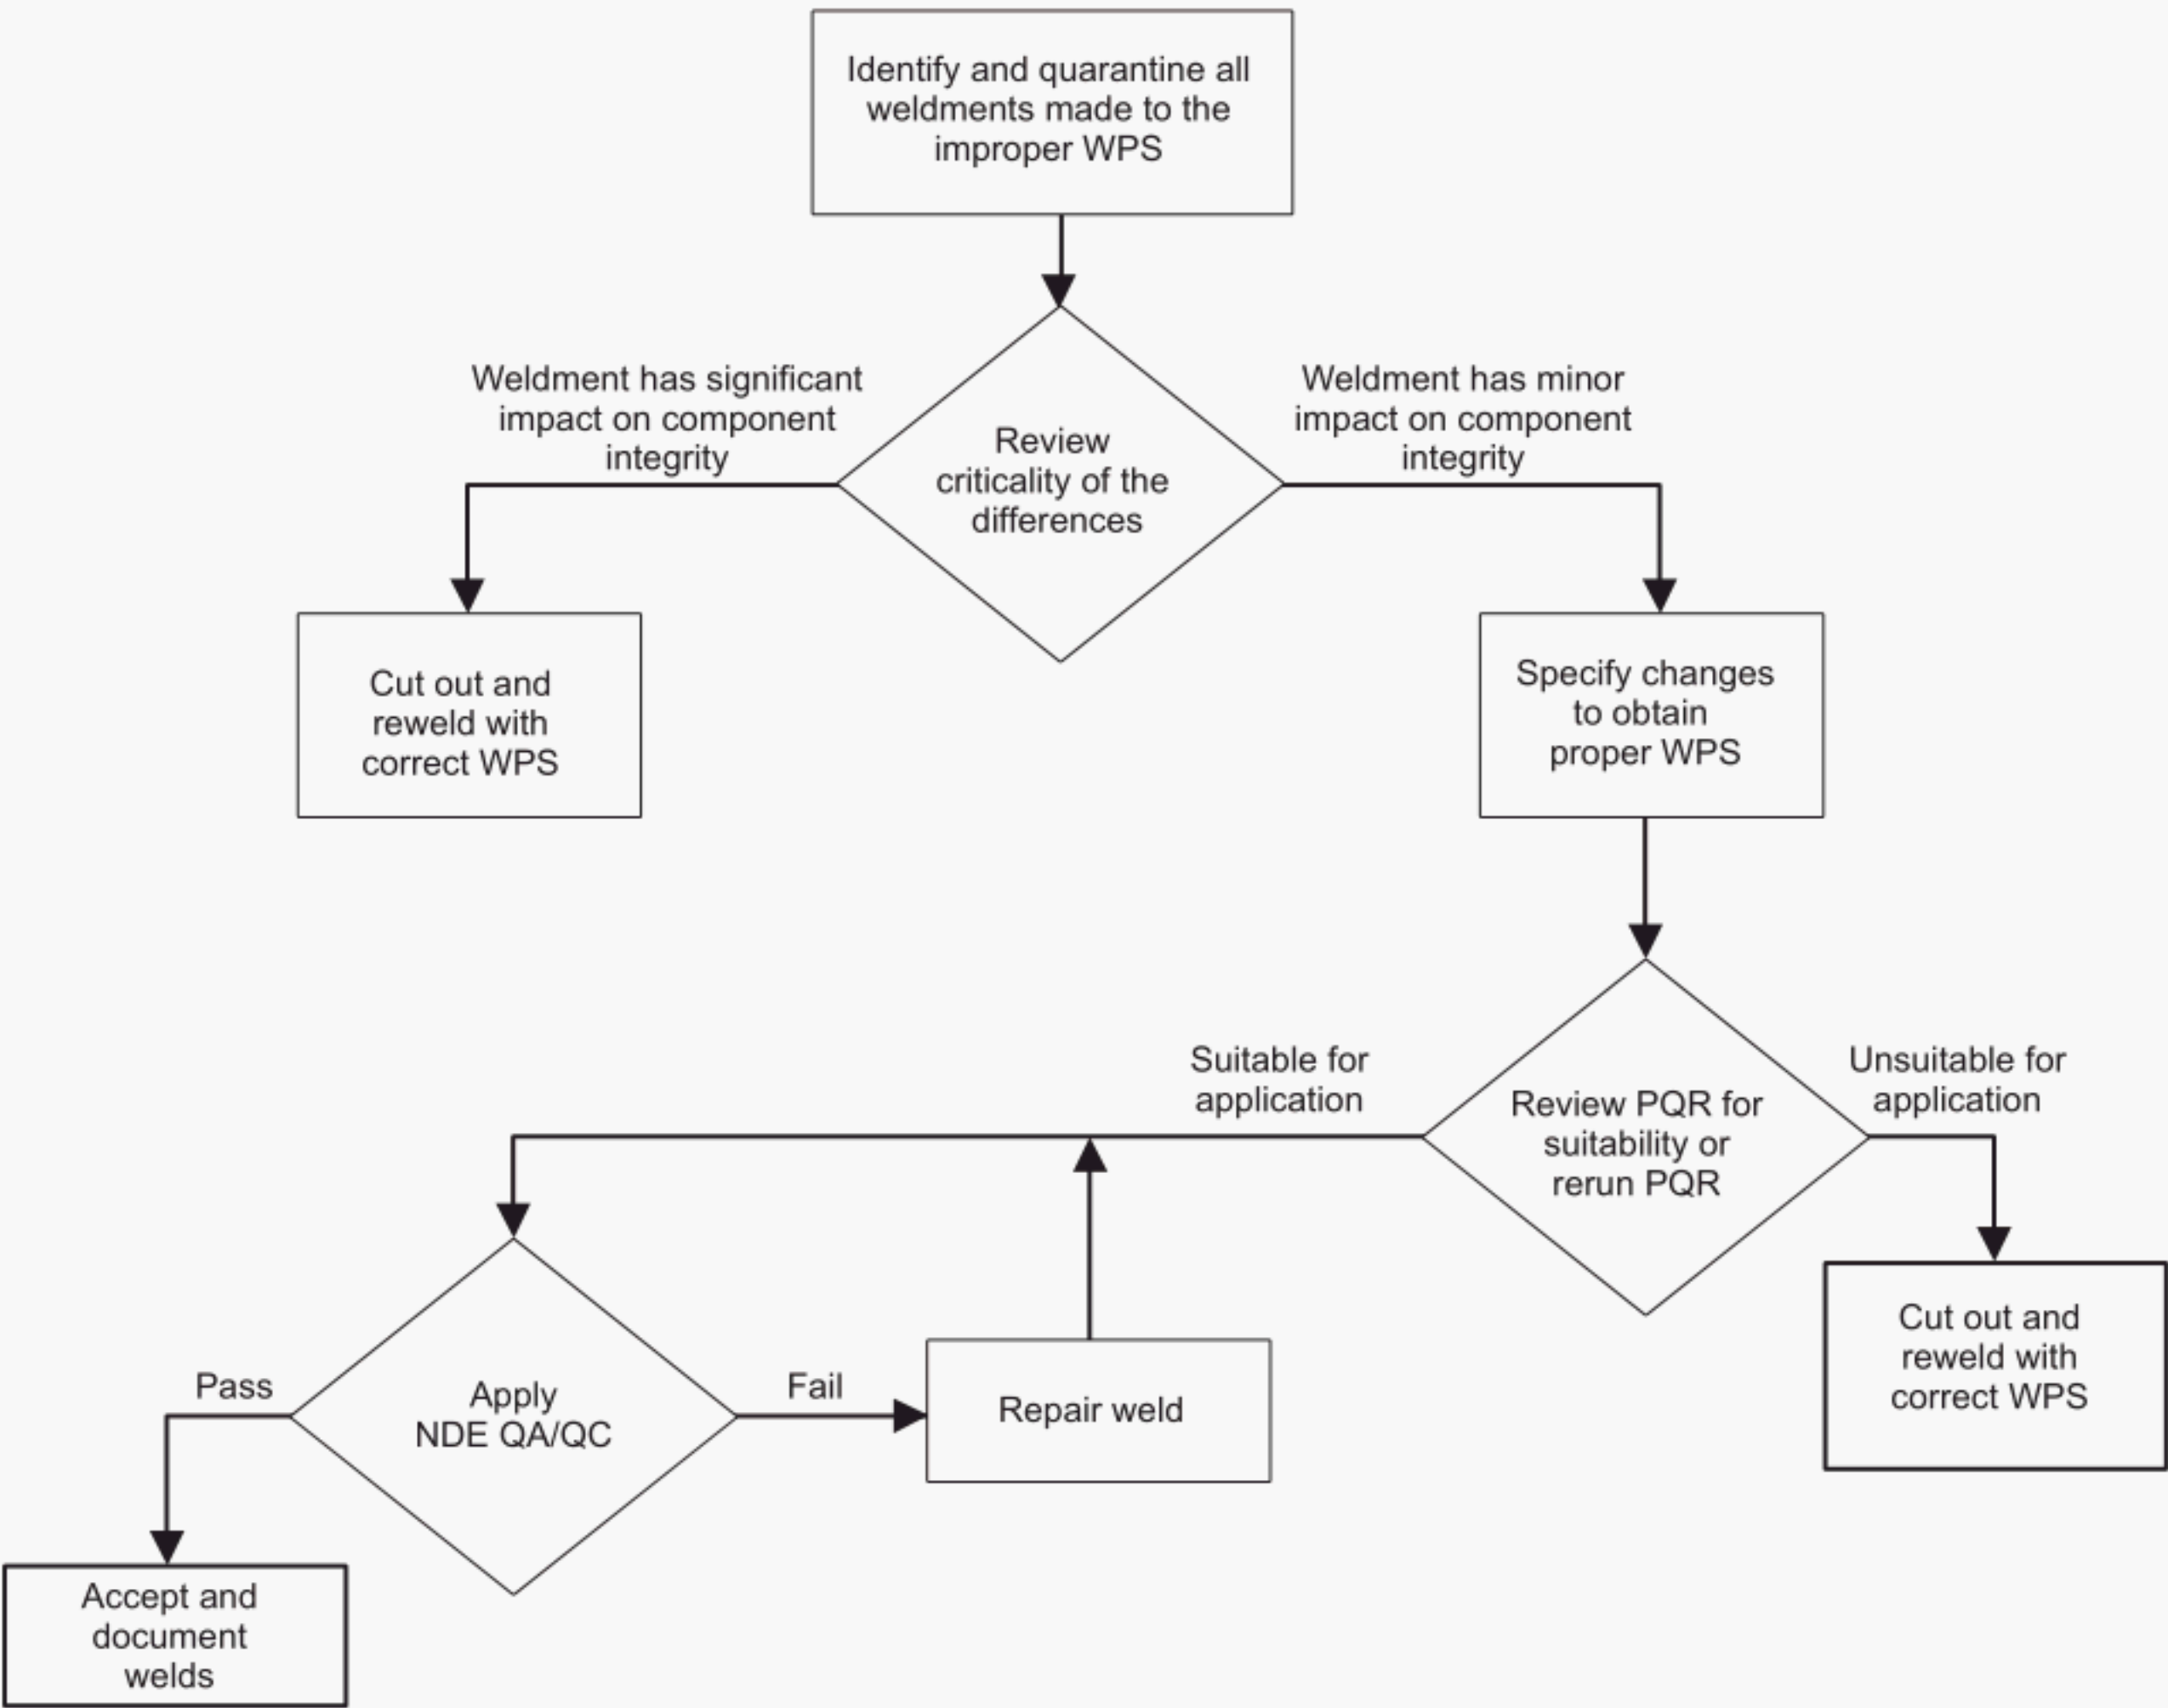 Identify and quarantine all
weldments made to the
improper WPS
Weldment has significant
impact on component
integrity
Review
criticality of the
differences
Weldment has minor
impact on component
integrity
Cut out and
reweld with
correct WPS
Specify changes
to obtain
proper WPS
Suitable for
application
Review PQR for
suitability or
rerun PQR
Unsuitable for
application
Pass
Apply
NDE QA/QC
Fail
Repair weld
Cut out and
reweld with
correct WPS
Accept and
document
welds